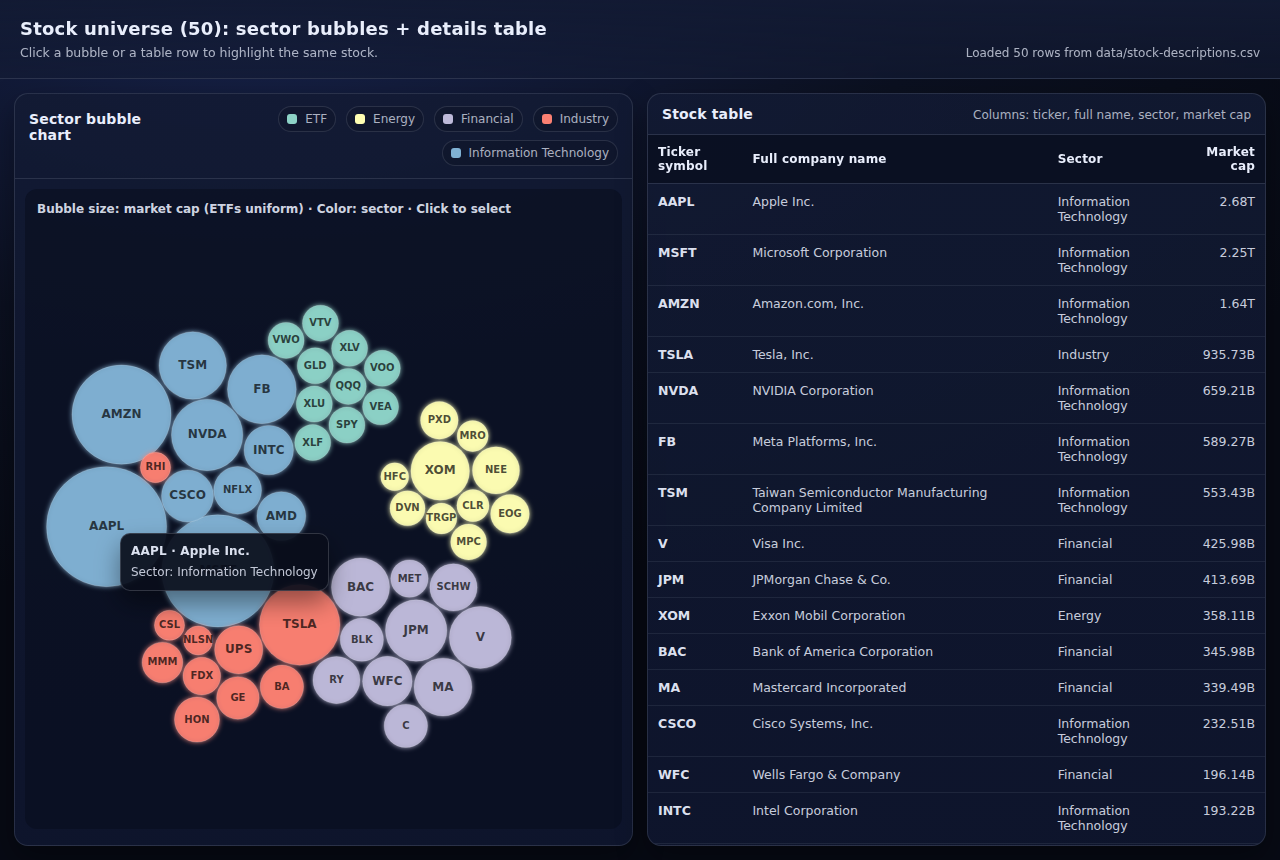 Stock universe (50): sector bubbles + details table
Click a bubble or a table row to highlight the same stock.
Loaded 50 rows from data/stock-descriptions.csv
Sector bubble
chart
ETF
Energy
Financial
Industry
Information Technology
Bubble size: market cap (ETFs uniform) · Color: sector · Click to select
VTV
VWO
XLV
TSM
GLD
VOO
FB
QQQ
XLU
VEA
AMZN
PXD
SPY
NVDA
MRO
XLF
INTC
RHI
XOM
NEE
HFC
NFLX
CSCO
CLR
DVN
EOG
AMD
TRGP
AAPL
MPC
AAPL · Apple Inc.
Sector: Information Technology
MET
BAC
SCHW
CSL
TSLA
JPM
V
NLSN
BLK
UPS
MMM
FDX
RY
WFC
BA
MA
GE
HON
C
Stock table
Columns: ticker, full name, sector, market cap
Ticker
symbol
Full company name
Sector
Market
cap
AAPL Apple Inc. Information Technology 2.68T
MSFT Microsoft Corporation Information Technology 2.25T
AMZN Amazon.com, Inc. Information Technology 1.64T
TSLA Tesla, Inc. Industry 935.73B
NVDA NVIDIA Corporation Information Technology 659.21B
FB Meta Platforms, Inc. Information Technology 589.27B
TSM Taiwan Semiconductor Manufacturing Company Limited Information Technology 553.43B
V Visa Inc. Financial 425.98B
JPM JPMorgan Chase & Co. Financial 413.69B
XOM Exxon Mobil Corporation Energy 358.11B
BAC Bank of America Corporation Financial 345.98B
MA Mastercard Incorporated Financial 339.49B
CSCO Cisco Systems, Inc. Information Technology 232.51B
WFC Wells Fargo & Company Financial 196.14B
INTC Intel Corporation Information Technology 193.22B